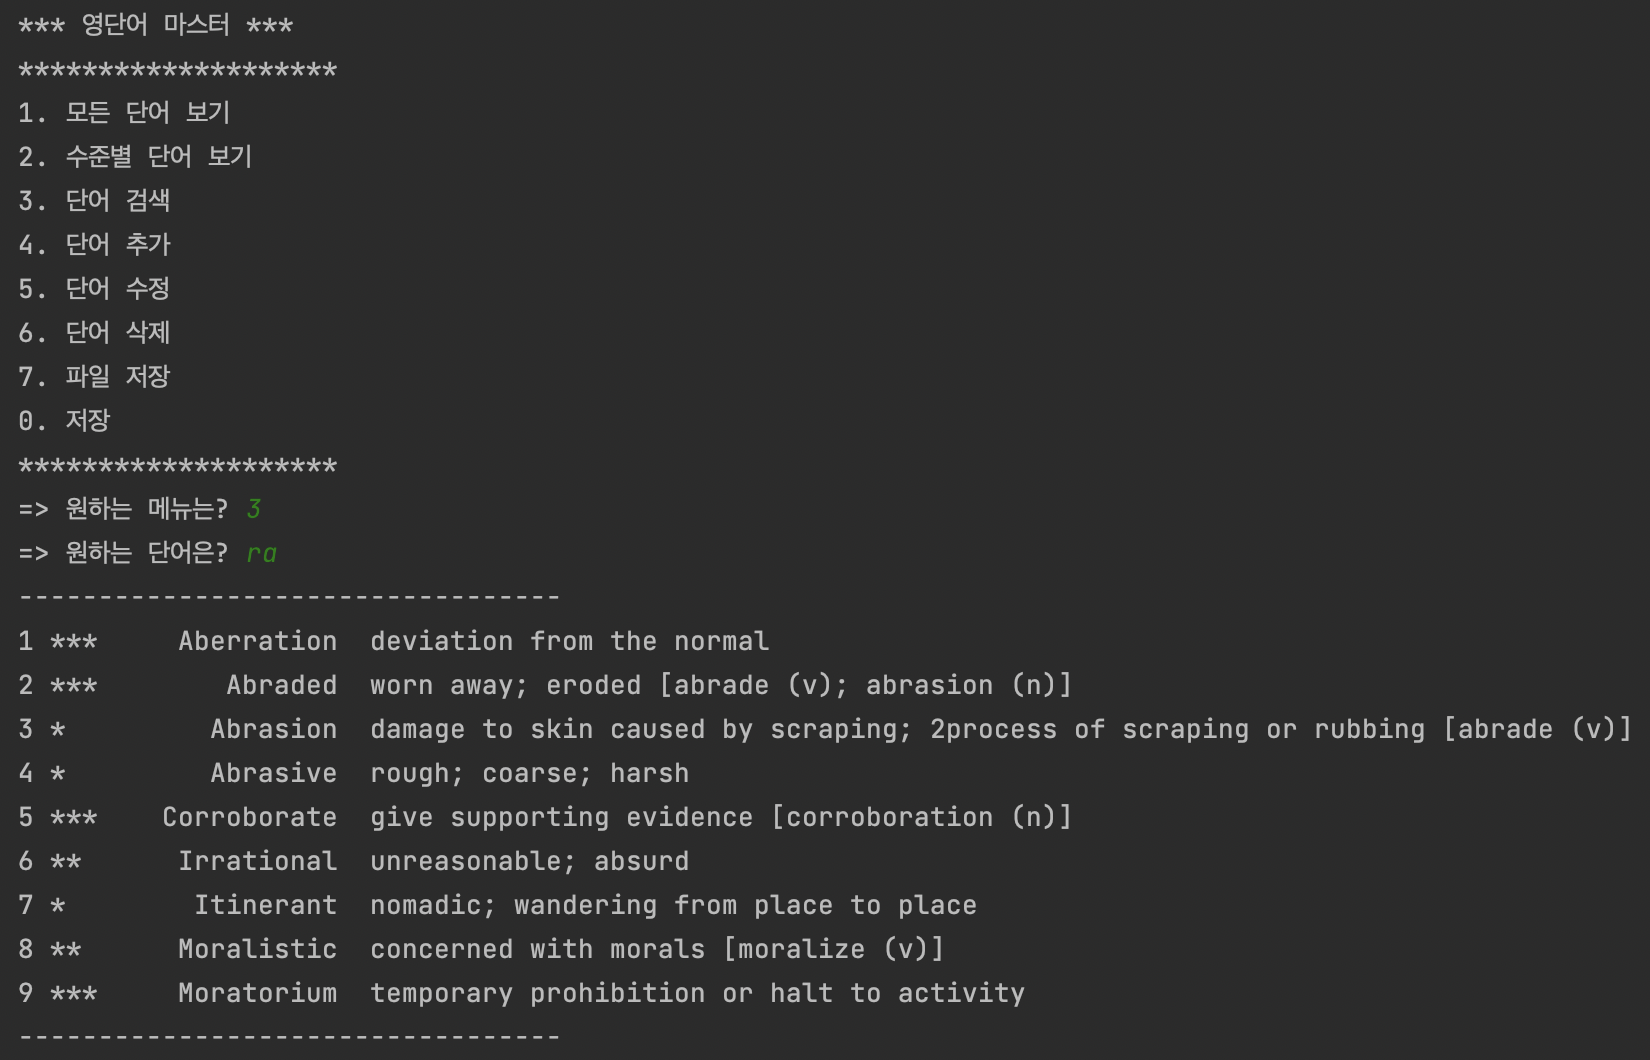 *** 영단어 마스터 ***
********************
1. 모든 단어 보기
2. 수준별 단어 보기
3. 단어 검색
4. 단어 추가
5. 단어 수정
6. 단어 삭제
7. 파일 저장
0. 저장
********************
=> 원하는 메뉴는? 3
=> 원하는 단어은? ra
----------------------------------
1 ***     Aberration  deviation from the normal
2 ***        Abraded  worn away; eroded [abrade (v); abrasion (n)]
3 *         Abrasion  damage to skin caused by scraping; 2process of scraping or rubbing [abrade (v)]
4 *         Abrasive  rough; coarse; harsh
5 ***    Corroborate  give supporting evidence [corroboration (n)]
6 **      Irrational  unreasonable; absurd
7 *        Itinerant  nomadic; wandering from place to place
8 **      Moralistic  concerned with morals [moralize (v)]
9 ***     Moratorium  temporary prohibition or halt to activity
----------------------------------